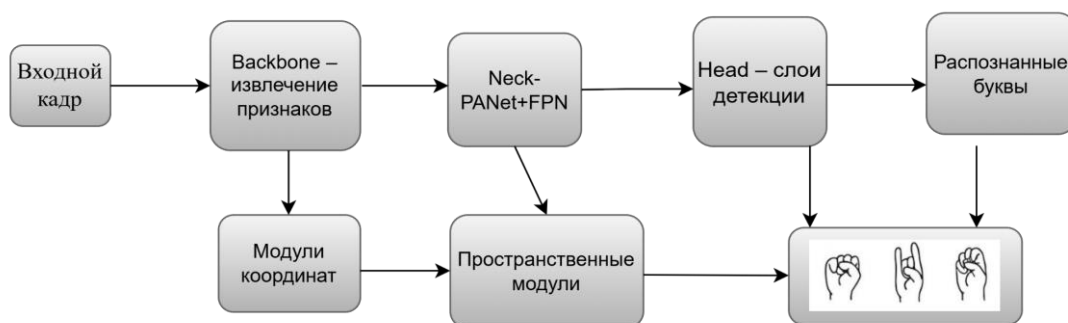 Входной
кадр
Backbone –
извлечение
признаков
Neck-
PANet+FPN
Head – слои
детекции
Распознанные
буквы
Модули
координат
Пространственные
модули